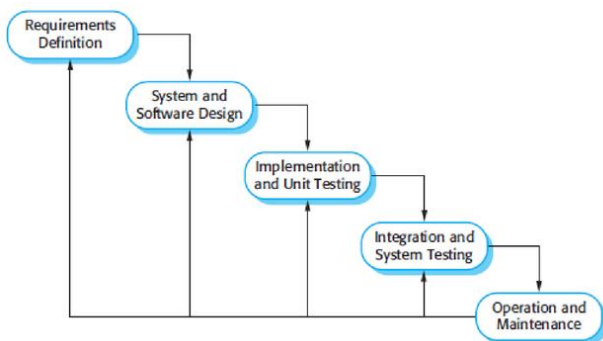 Requirements
Definition
System and
Software Design
Implementation
and Unit Testing
Integration and
System Testing
Operation and
Maintenance